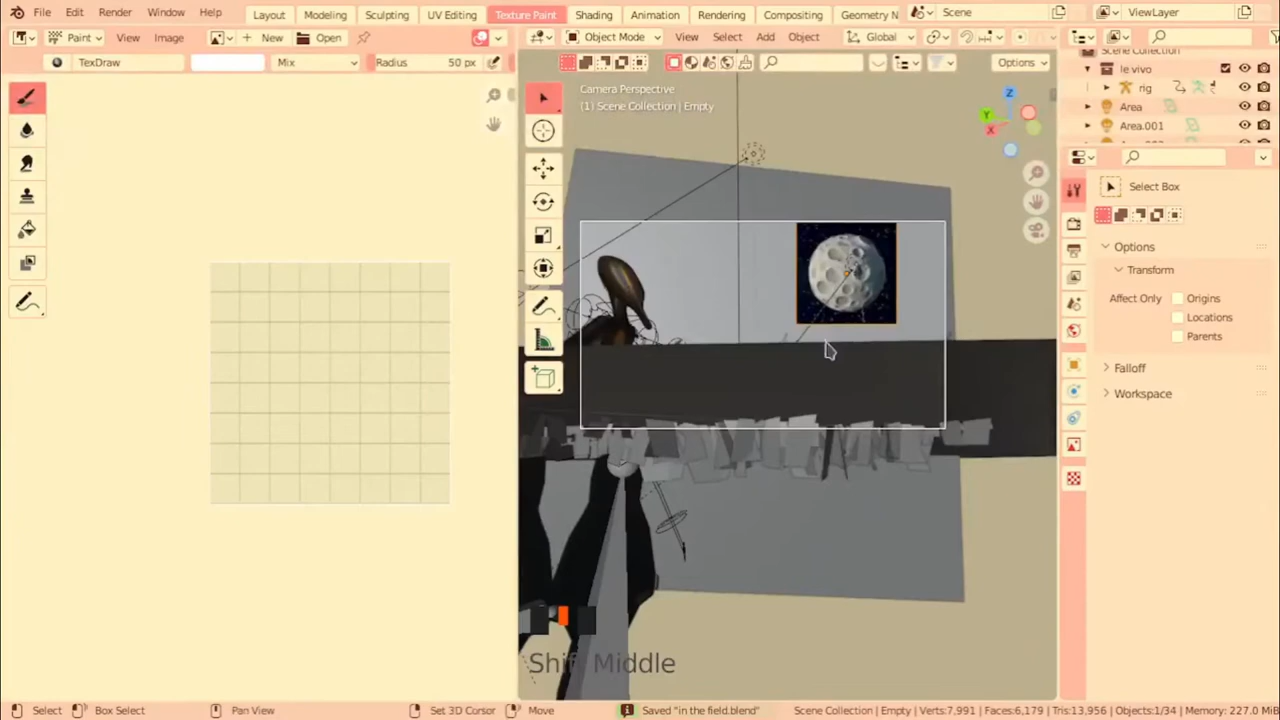 File Edit Render Window Help Layout Modeling Sculpting UV Editing Texture Paint Shading Animation Rendering Compositing Geometry N Scene ViewLayer
Paint View Image New Open Object Mode View Select Add Object Global
TexDraw Mix Radius 50 px Options
Camera Perspective
(1) Scene Collection | Empty
Z
Y
X
Scene Collection
le vivo
rig
Area
Area.001
Select Box
Options
Transform
Affect Only Origins
Locations
Parents
Falloff
Workspace
Shift Middle
Select Box Select Pan View Set 3D Cursor Move Saved "in the field.blend" Scene Collection | Empty Verts:7,991 Faces:6,179 Tris:13,956 Objects:1/34 Memory: 227.0 MiB